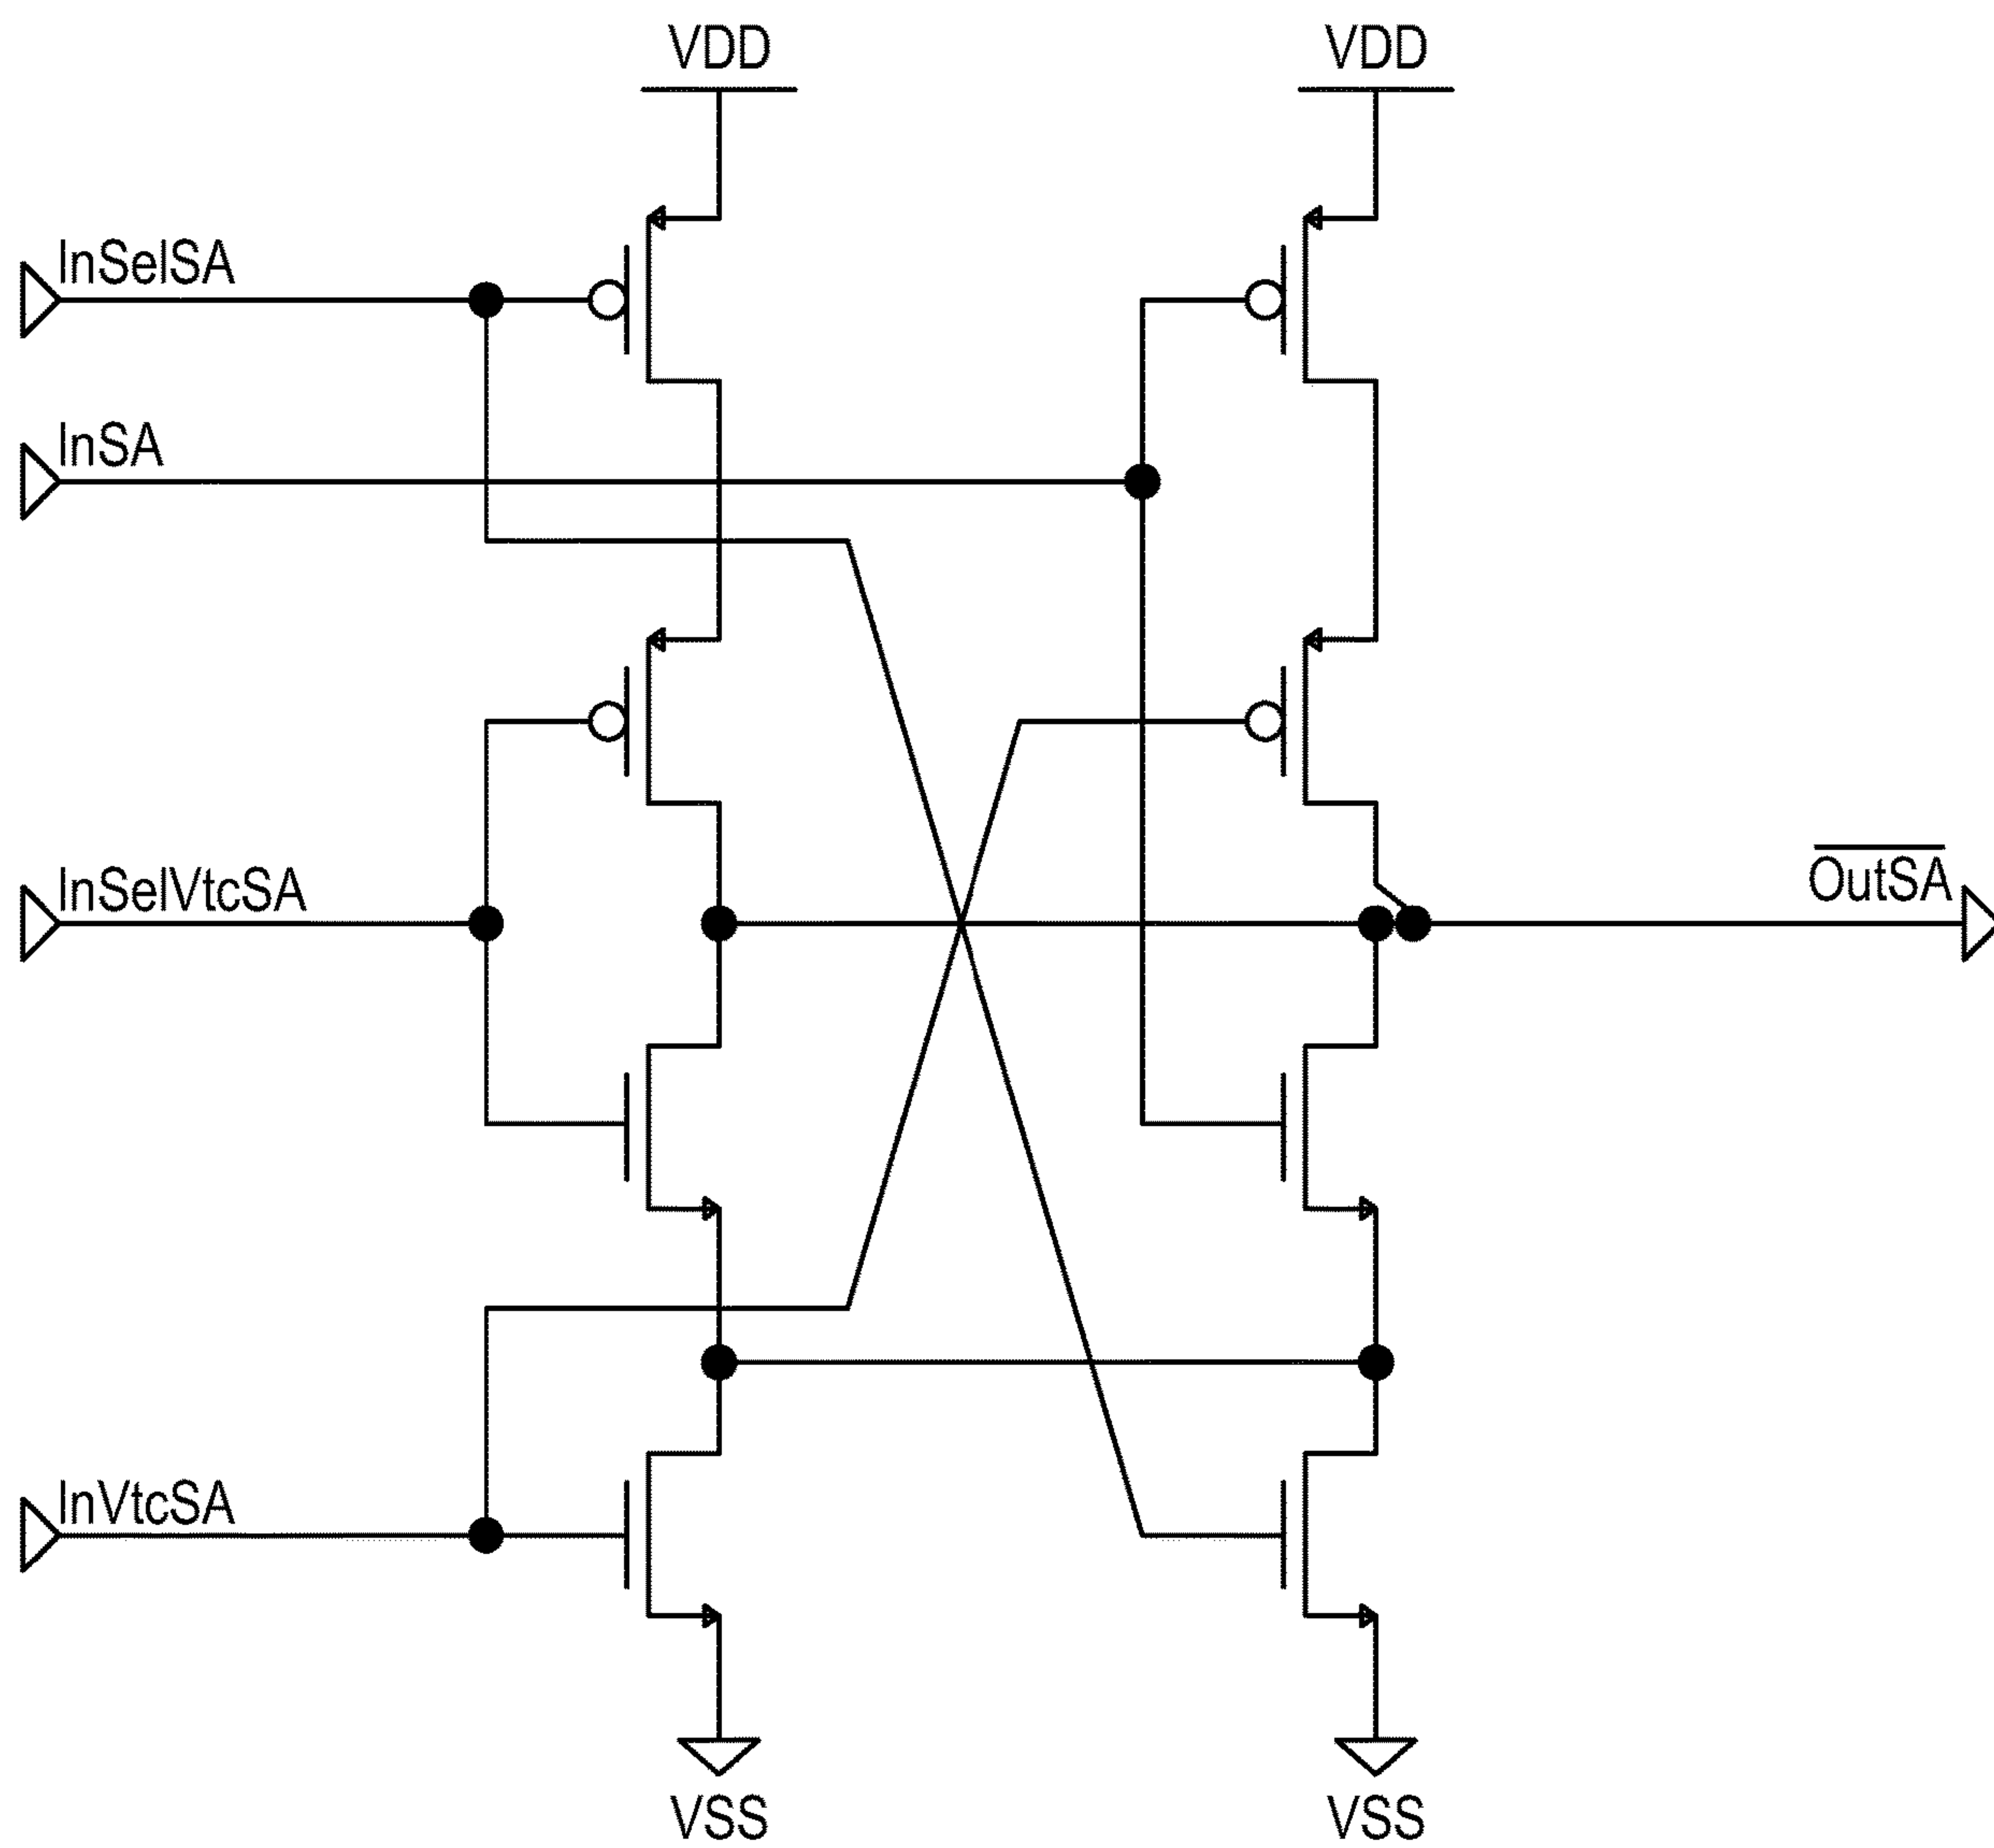 VDD VDD
InSelSA
InSA
InSelVtcSA
OutSA
InVtcSA
VSS VSS